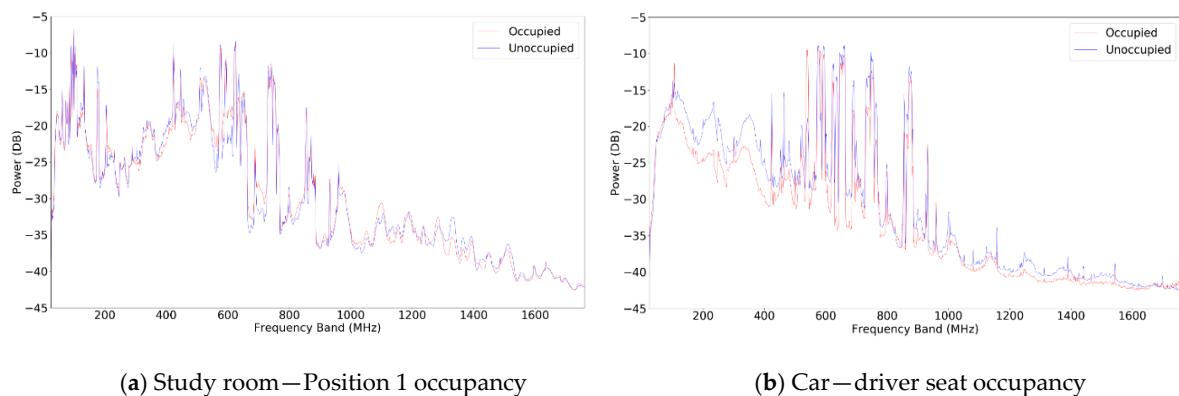 −5
−10
−15
−20
−25
−30
−35
−40
−45
Power (DB)
200 400 600 800 1000 1200 1400 1600
Frequency Band (MHz)
Occupied
Unoccupied
(a) Study room—Position 1 occupancy
−5
−10
−15
−20
−25
−30
−35
−40
−45
Power (DB)
200 400 600 800 1000 1200 1400 1600
Frequency Band (MHz)
Occupied
Unoccupied
(b) Car—driver seat occupancy